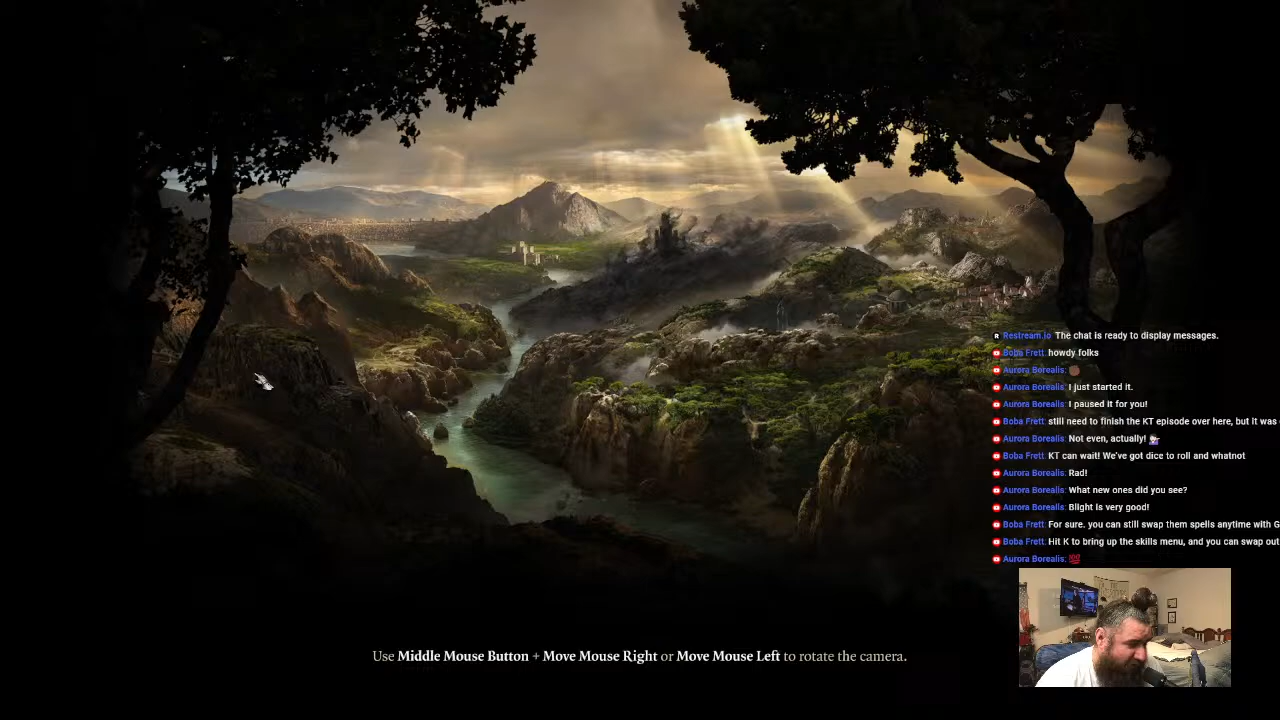 Restream.io The chat is ready to display messages.
Boba Frett: howdy folks
Aurora Borealis:
Aurora Borealis: I just started it.
Aurora Borealis: I paused it for you!
Boba Frett: still need to finish the KT episode over here, but it was
Aurora Borealis: Not even, actually!
Boba Frett: KT can wait! We've got dice to roll and whatnot
Aurora Borealis: Rad!
Aurora Borealis: What new ones did you see?
Aurora Borealis: Blight is very good!
Boba Frett: For sure. you can still swap them spells anytime with G
Boba Frett: Hit K to bring up the skills menu, and you can swap out
Aurora Borealis: 💯
Use Middle Mouse Button + Move Mouse Right or Move Mouse Left to rotate the camera.